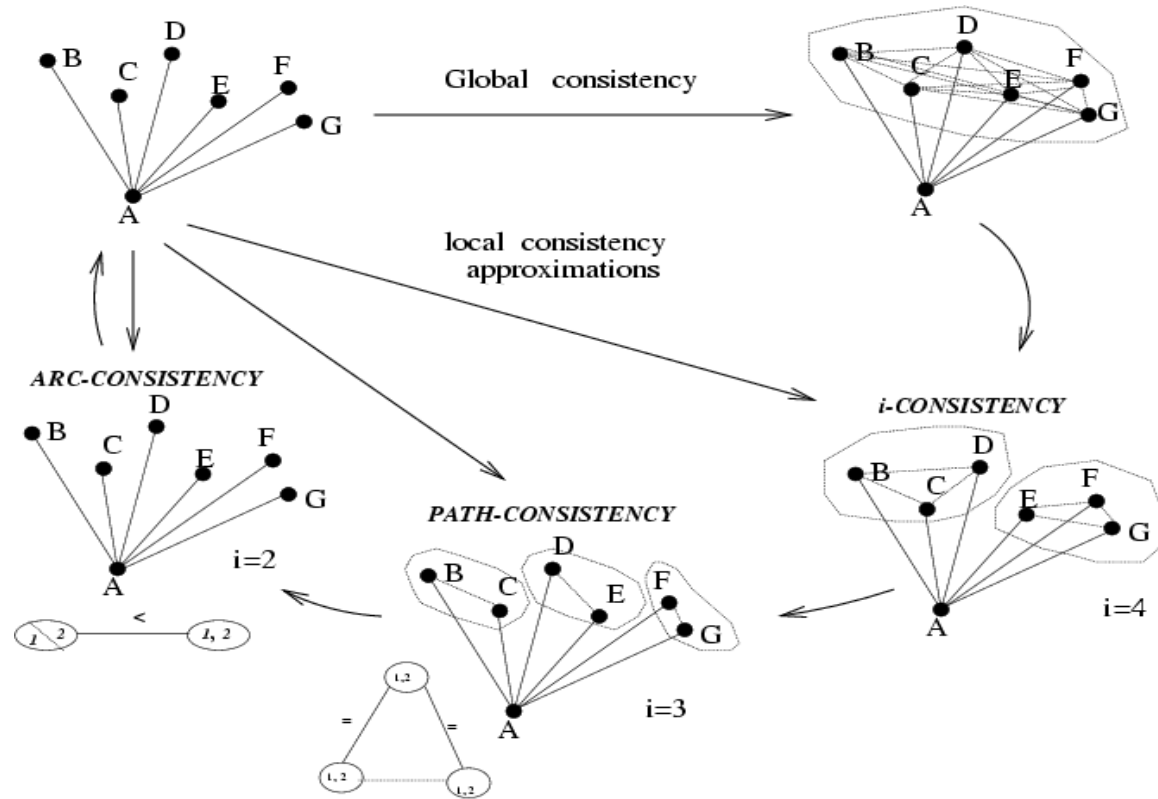 B
C
D
E
F
G
A
Global consistency
B
C
D
E
F
G
A
local consistency
approximations
ARC-CONSISTENCY
B
C
D
E
F
G
A
i=2
<
1 2
1, 2
PATH-CONSISTENCY
B
C
D
E
F
G
A
i=3
1,2
=
=
1, 2
1,2
i-CONSISTENCY
B
C
D
E
F
G
A
i=4